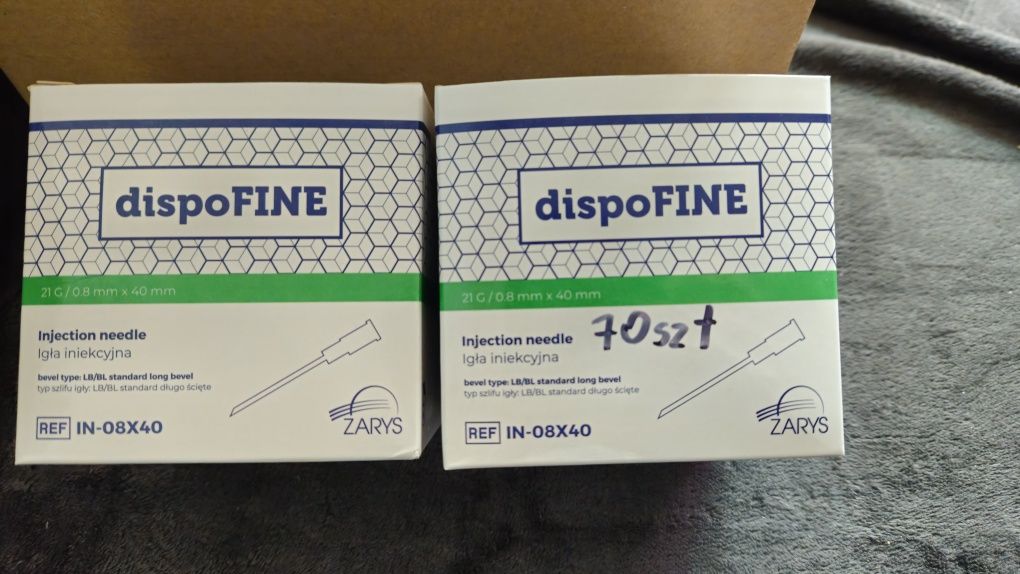 dispoFINE
21 G / 0.8 mm x 40 mm
Injection needle
Igła iniekcyjna
bevel type: LB/BL standard long bevel
typ szlifu igły: LB/BL standard długo ścięte
REF IN-08X40
ZARYS
dispoFINE
21 G / 0.8 mm x 40 mm
70szt
Injection needle
Igła iniekcyjna
bevel type: LB/BL standard long bevel
typ szlifu igły: LB/BL standard długo ścięte
REF IN-08X40
ZARYS